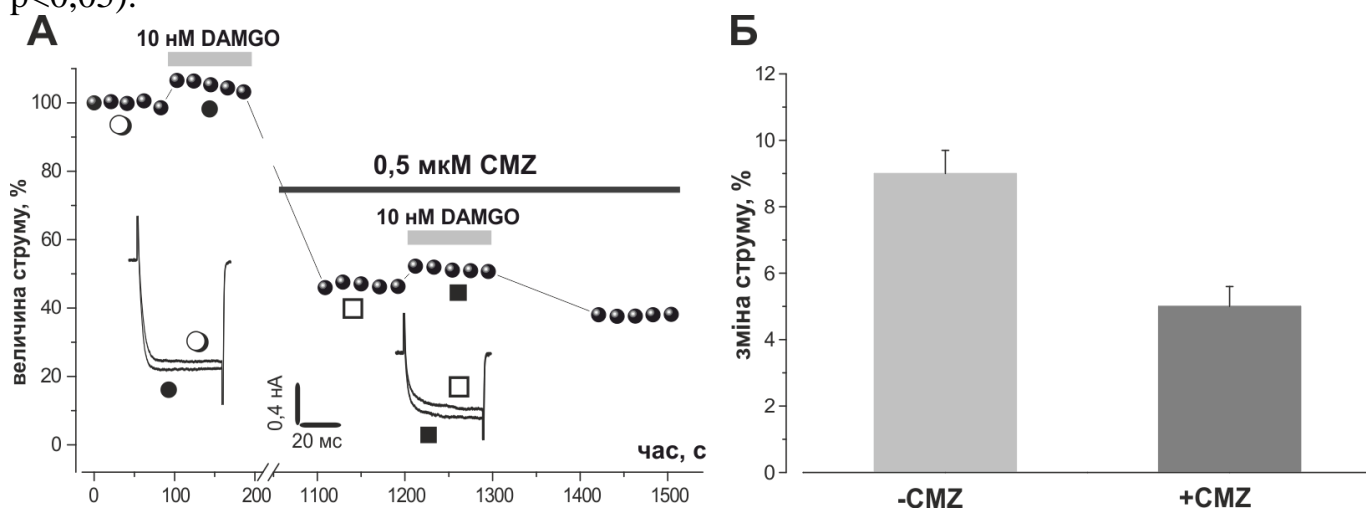 p<0,05).
А
10 нМ DAMGO
100
80
60
40
20
0
величина струму, %
0,5 мкМ CMZ
10 нМ DAMGO
0,4 нА
20 мс
час, с
0 100 200 1100 1200 1300 1400 1500
Б
12
10
8
6
4
2
0
зміна струму, %
-CMZ +CMZ